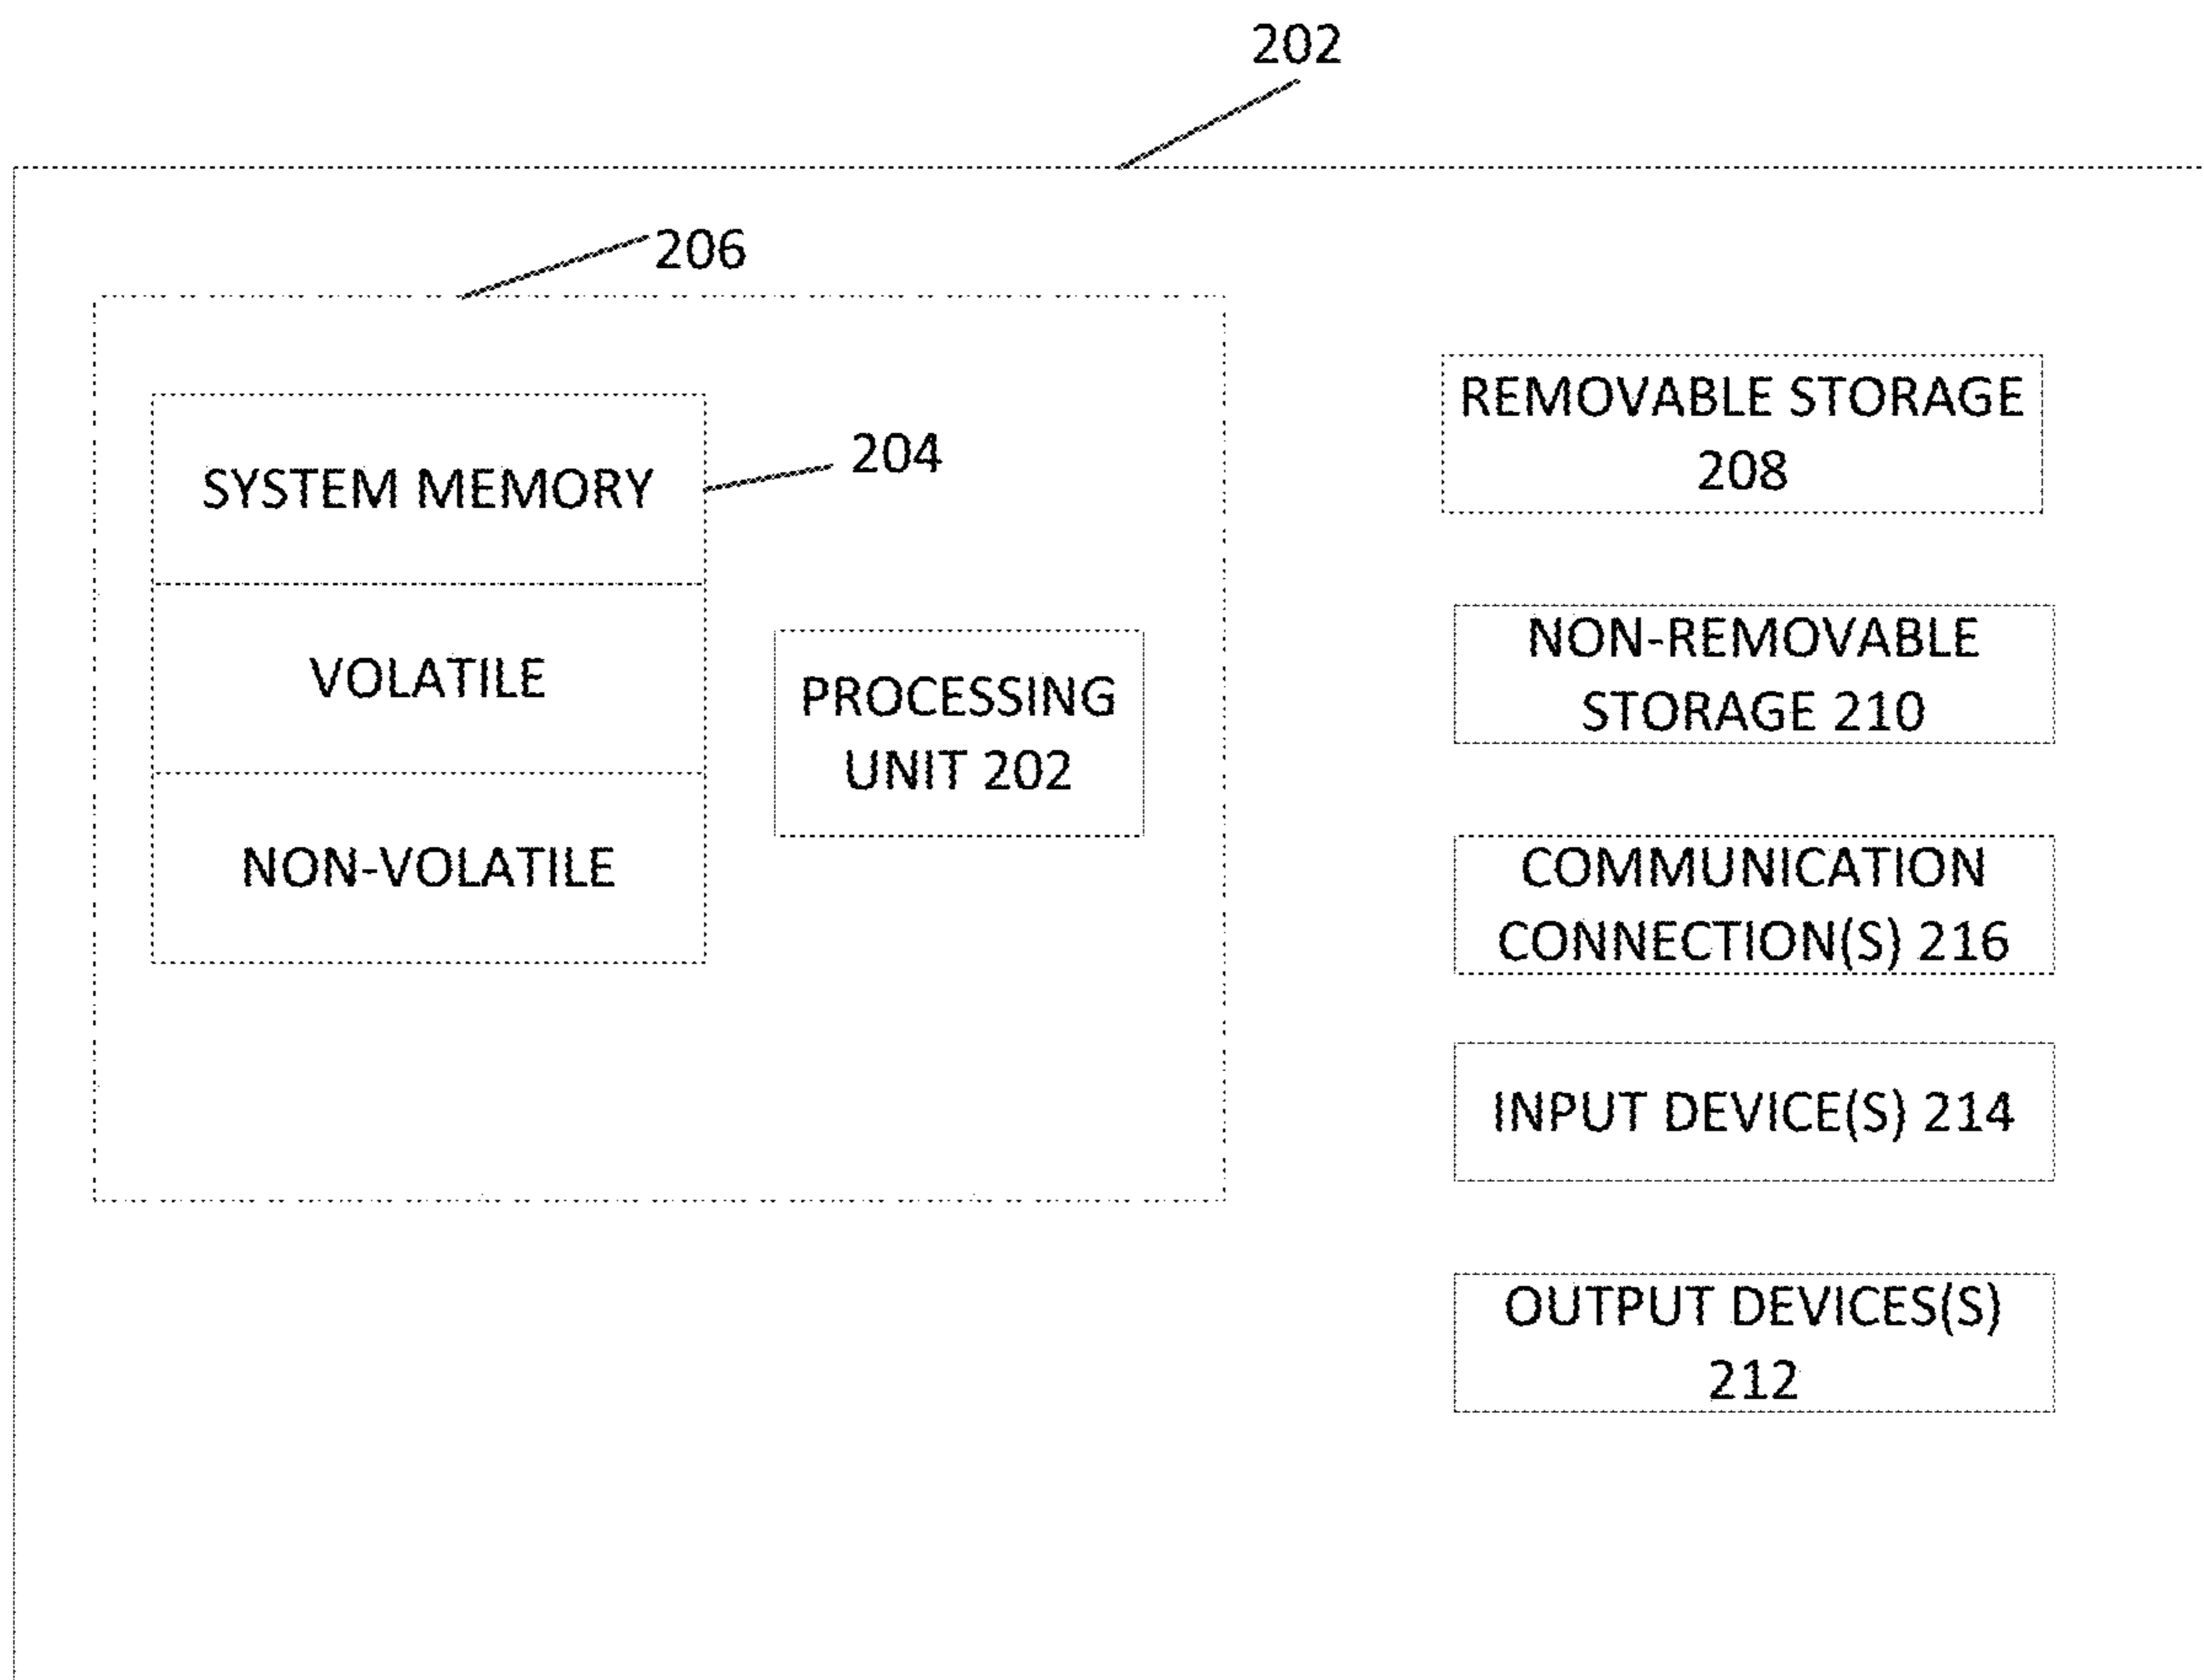 202
206
SYSTEM MEMORY
204
VOLATILE
NON-VOLATILE
PROCESSING
UNIT 202
REMOVABLE STORAGE
208
NON-REMOVABLE
STORAGE 210
COMMUNICATION
CONNECTION(S) 216
INPUT DEVICE(S) 214
OUTPUT DEVICES(S)
212